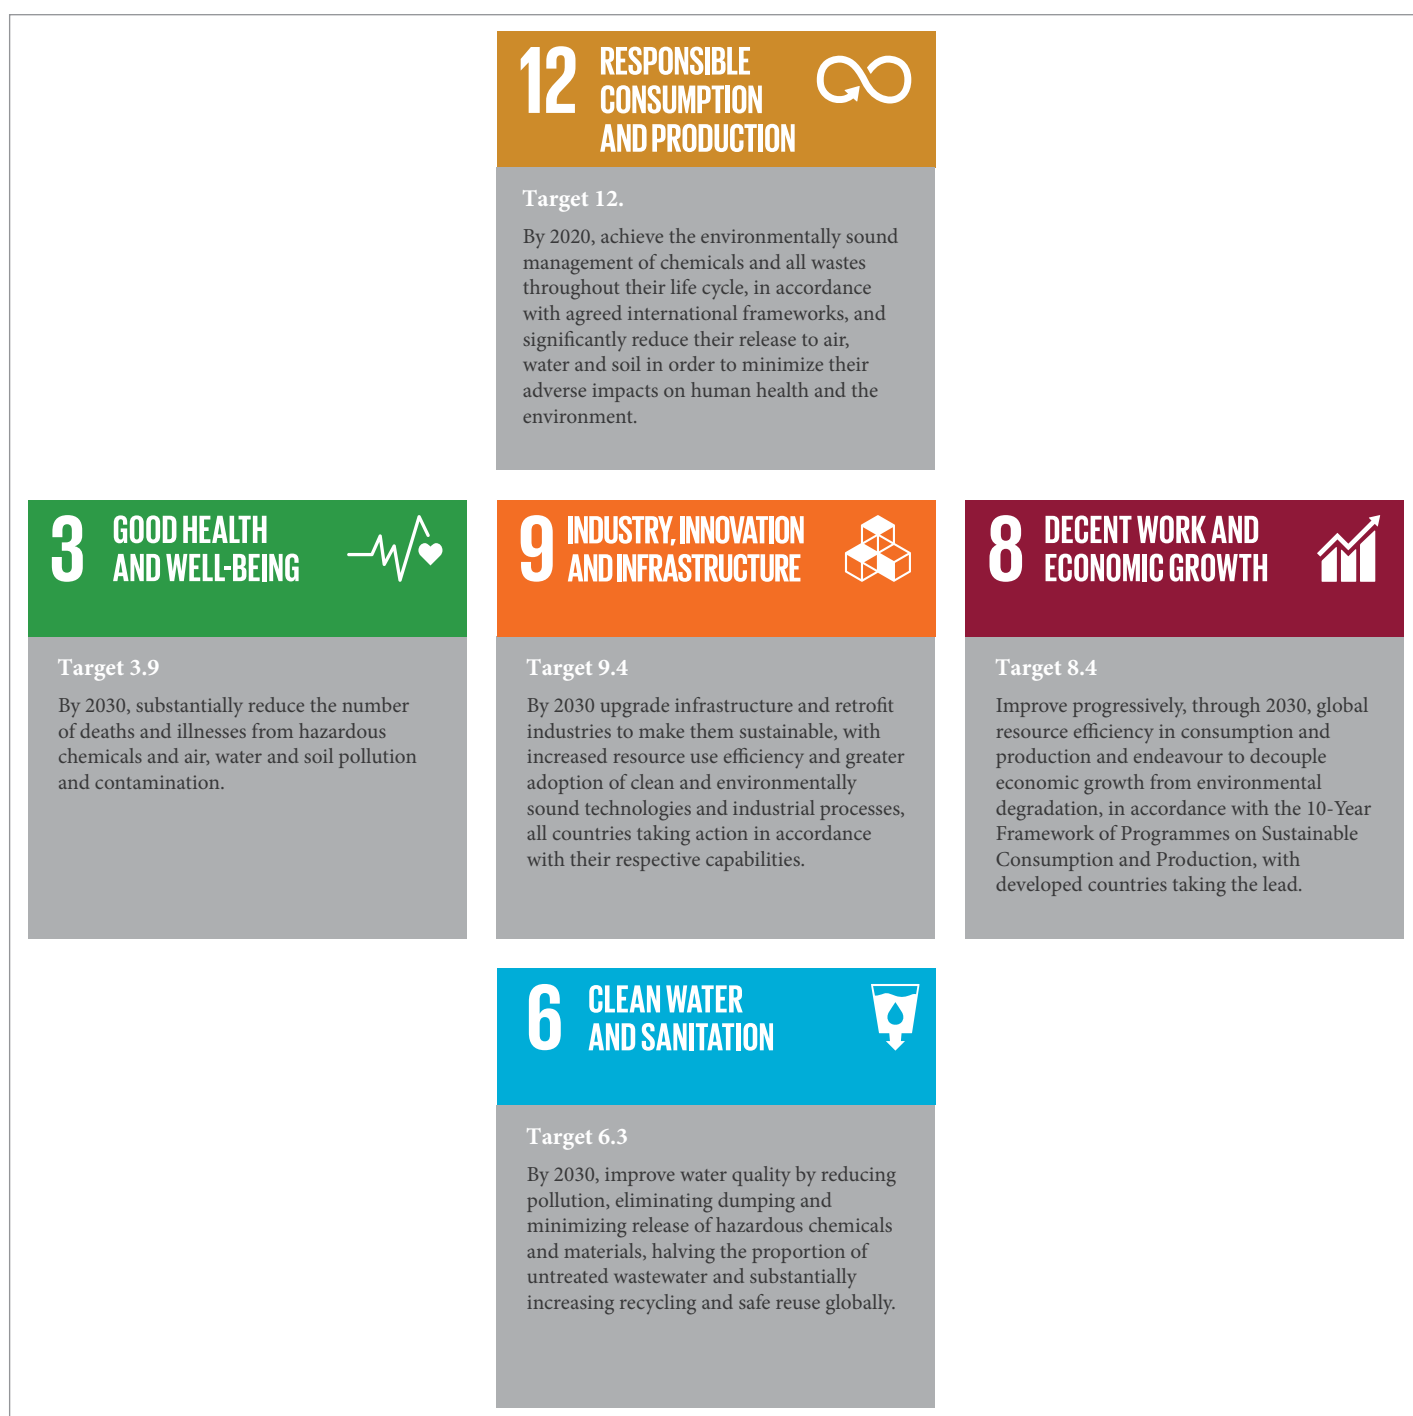 12
RESPONSIBLE
CONSUMPTION
AND PRODUCTION
Target 12.
By 2020, achieve the environmentally sound
management of chemicals and all wastes
throughout their life cycle, in accordance
with agreed international frameworks, and
significantly reduce their release to air,
water and soil in order to minimize their
adverse impacts on human health and the
environment.
3
GOOD HEALTH
AND WELL-BEING
Target 3.9
By 2030, substantially reduce the number
of deaths and illnesses from hazardous
chemicals and air, water and soil pollution
and contamination.
9
INDUSTRY, INNOVATION
AND INFRASTRUCTURE
Target 9.4
By 2030 upgrade infrastructure and retrofit
industries to make them sustainable, with
increased resource use efficiency and greater
adoption of clean and environmentally
sound technologies and industrial processes,
all countries taking action in accordance
with their respective capabilities.
8
DECENT WORK AND
ECONOMIC GROWTH
Target 8.4
Improve progressively, through 2030, global
resource efficiency in consumption and
production and endeavour to decouple
economic growth from environmental
degradation, in accordance with the 10-Year
Framework of Programmes on Sustainable
Consumption and Production, with
developed countries taking the lead.
6
CLEAN WATER
AND SANITATION
Target 6.3
By 2030, improve water quality by reducing
pollution, eliminating dumping and
minimizing release of hazardous chemicals
and materials, halving the proportion of
untreated wastewater and substantially
increasing recycling and safe reuse globally.